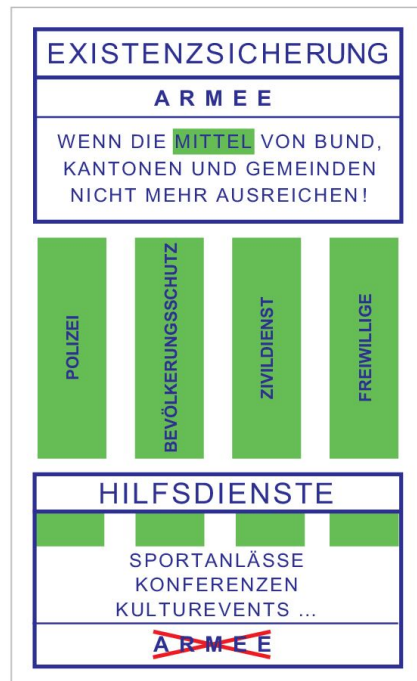 EXISTENZSICHERUNG
ARMEE
WENN DIE MITTEL VON BUND,
KANTONEN UND GEMEINDEN
NICHT MEHR AUSREICHEN!
POLIZEI
BEVÖLKERUNGSSCHUTZ
ZIVILDIENST
FREIWILLIGE
HILFSDIENSTE
SPORTANLÄSSE
KONFERENZEN
KULTUREVENTS ...
ARMEE